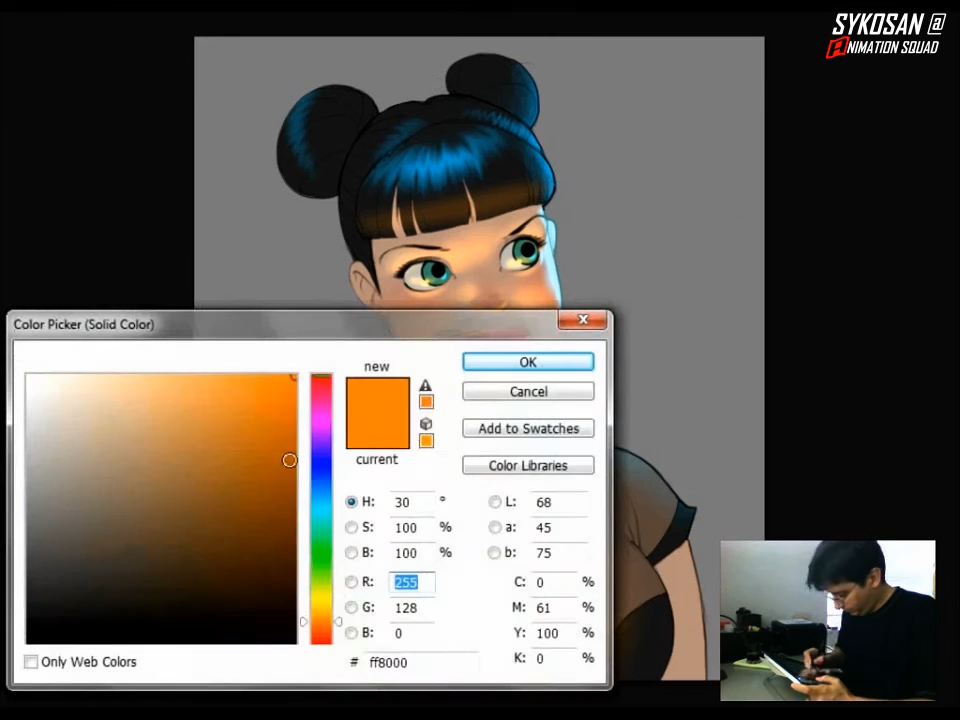 SYKOSAN @
ANIMATION SQUAD
Color Picker (Solid Color)
new
current
OK
Cancel
Add to Swatches
Color Libraries
H: 30 °
S: 100 %
B: 100 %
R: 255
G: 128
B: 0
L: 68
a: 45
b: 75
C: 0 %
M: 61 %
Y: 100 %
K: 0 %
# ff8000
Only Web Colors